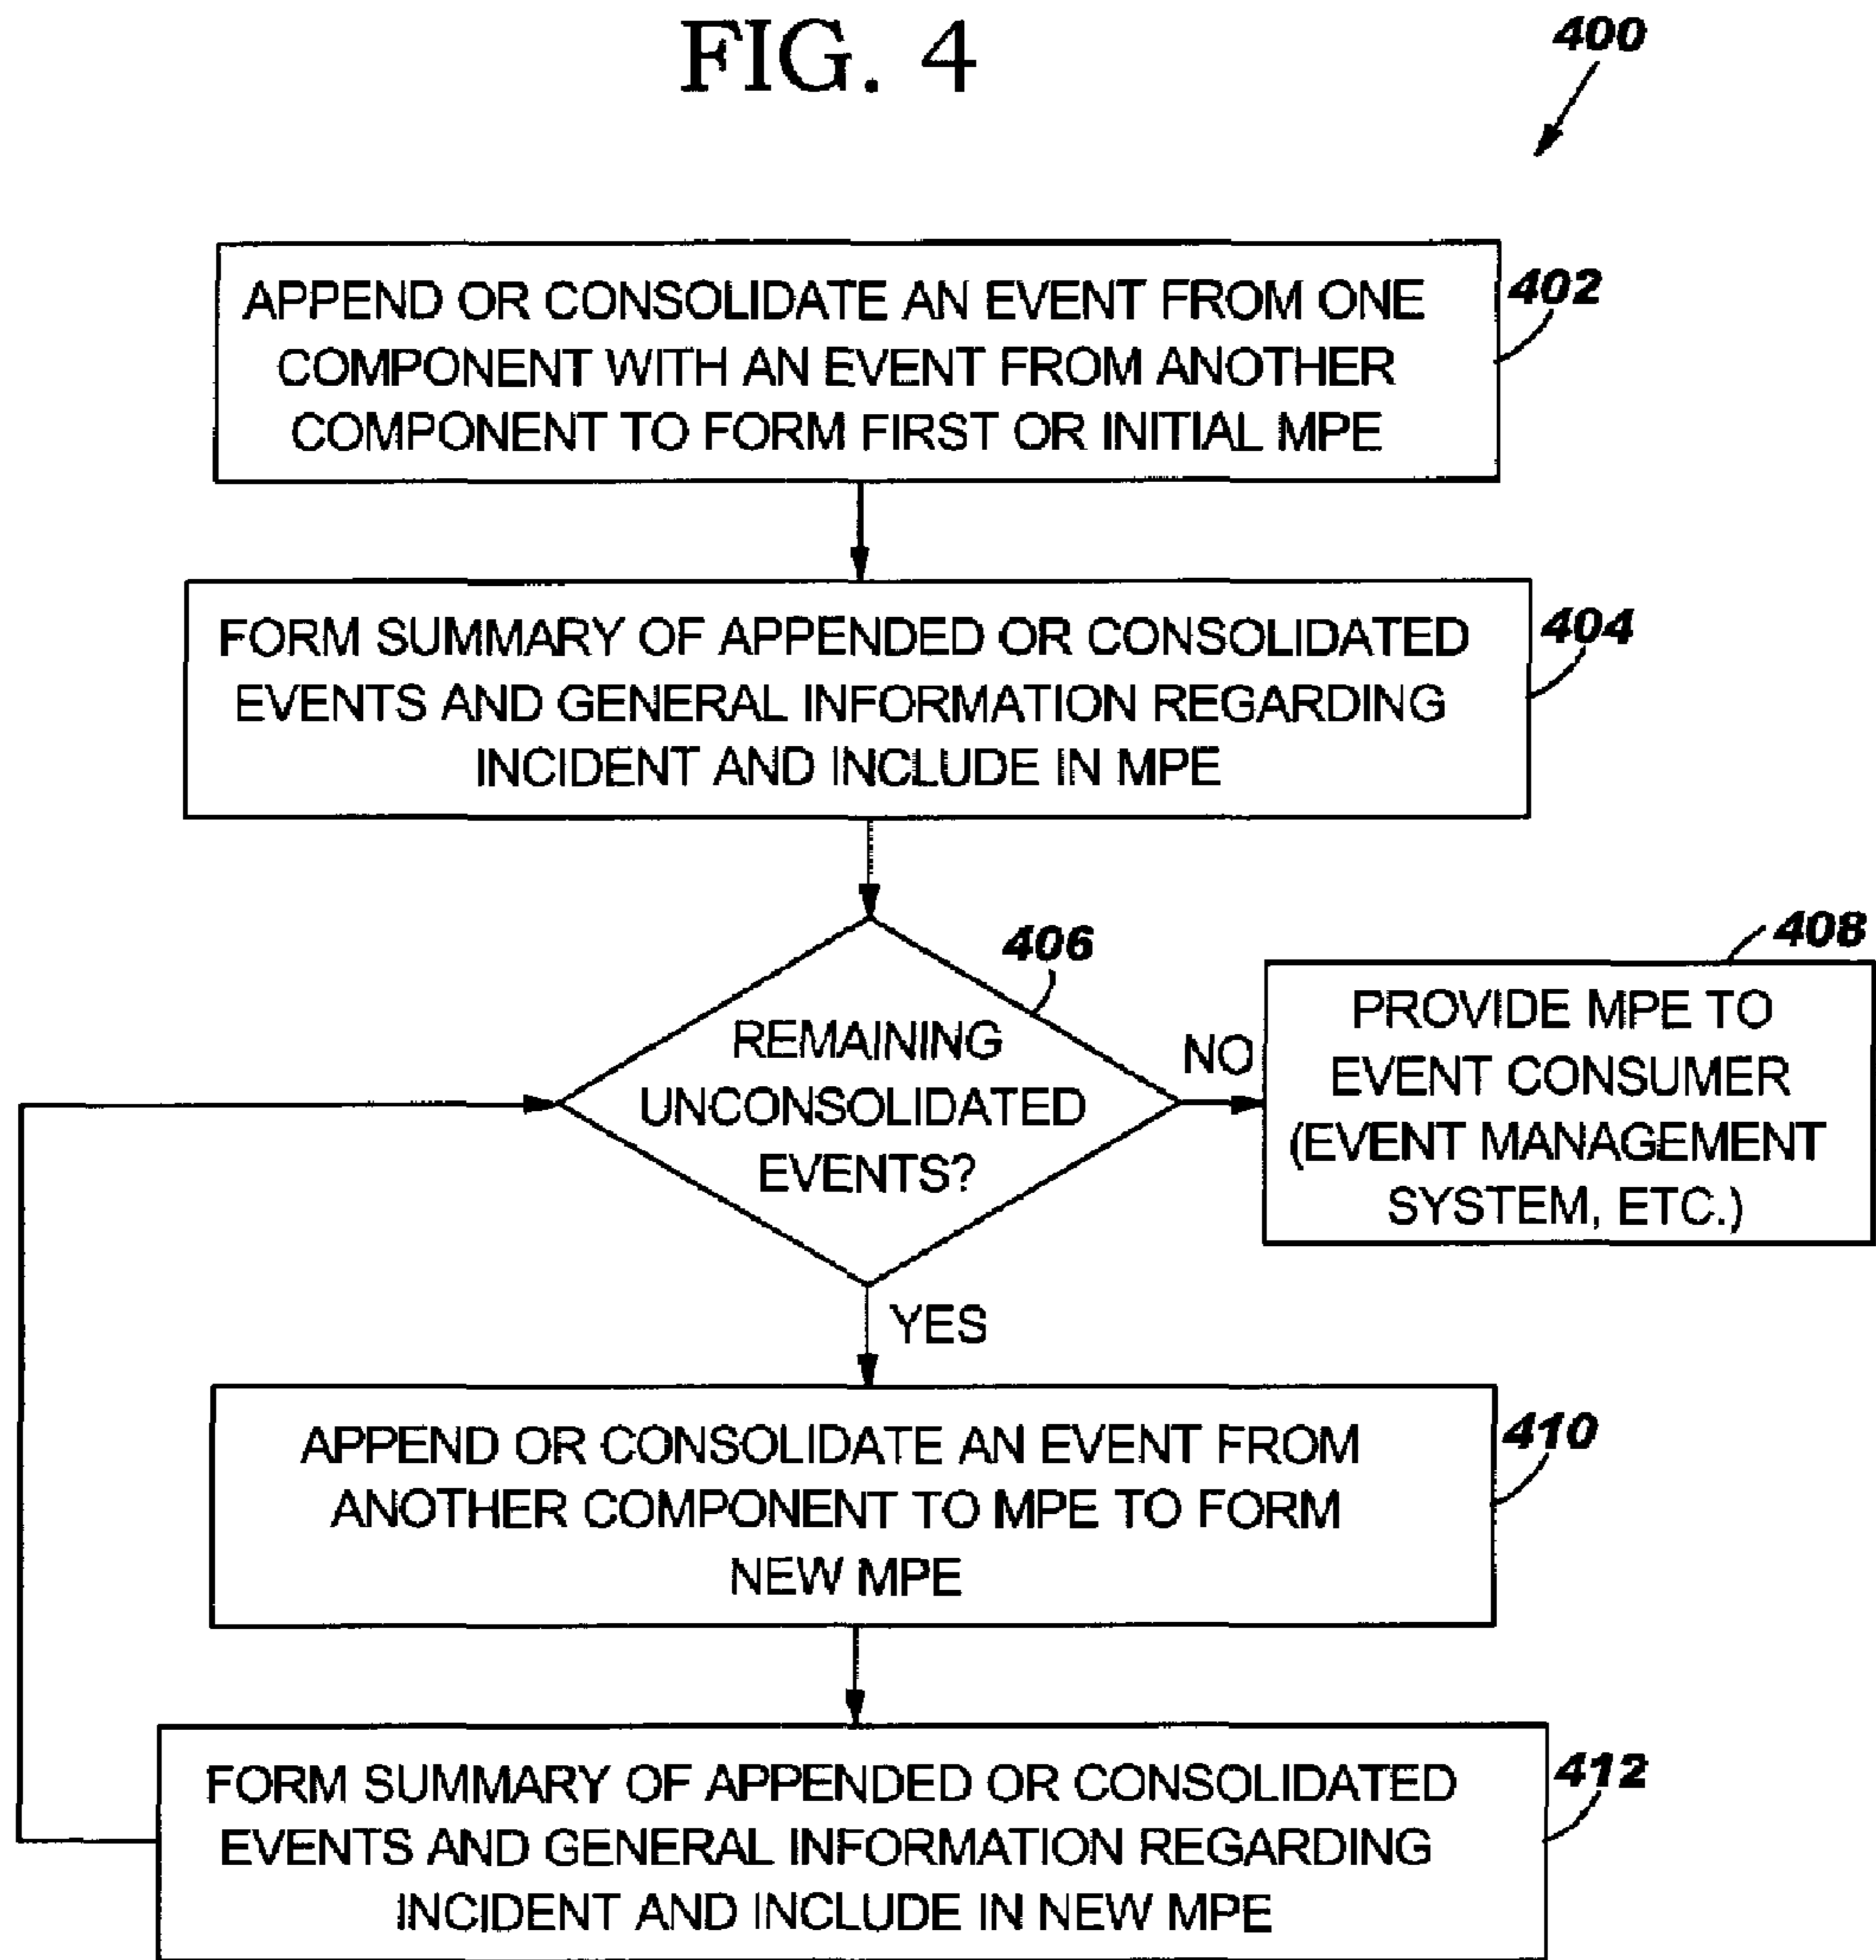 FIG. 4
400
APPEND OR CONSOLIDATE AN EVENT FROM ONE
COMPONENT WITH AN EVENT FROM ANOTHER
COMPONENT TO FORM FIRST OR INITIAL MPE
402
FORM SUMMARY OF APPENDED OR CONSOLIDATED
EVENTS AND GENERAL INFORMATION REGARDING
INCIDENT AND INCLUDE IN MPE
404
406
REMAINING
UNCONSOLIDATED
EVENTS?
NO
408
PROVIDE MPE TO
EVENT CONSUMER
(EVENT MANAGEMENT
SYSTEM, ETC.)
YES
APPEND OR CONSOLIDATE AN EVENT FROM
ANOTHER COMPONENT TO MPE TO FORM
NEW MPE
410
FORM SUMMARY OF APPENDED OR CONSOLIDATED
EVENTS AND GENERAL INFORMATION REGARDING
INCIDENT AND INCLUDE IN NEW MPE
412